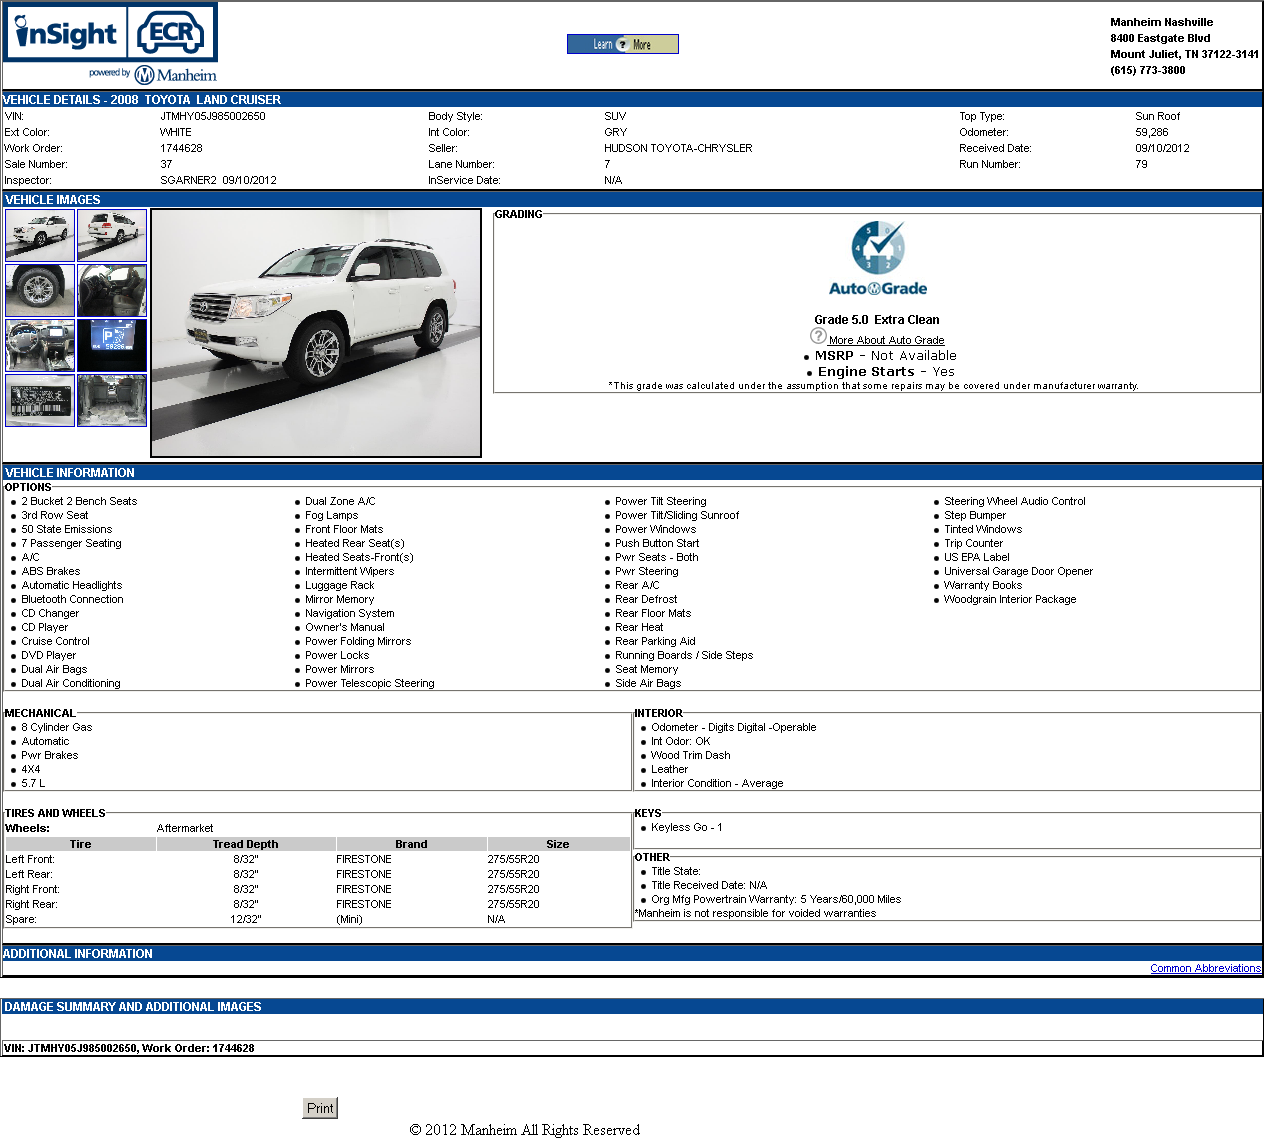 inSight ECR
powered by Manheim
Learn ? More
Manheim Nashville
8400 Eastgate Blvd
Mount Juliet, TN 37122-3141
(615) 773-3800
VEHICLE DETAILS - 2008 TOYOTA LAND CRUISER
VIN: JTMHY05J985002650 Body Style: SUV Top Type: Sun Roof
Ext Color: WHITE Int Color: GRY Odometer: 59,286
Work Order: 1744628 Seller: HUDSON TOYOTA-CHRYSLER Received Date: 09/10/2012
Sale Number: 37 Lane Number: 7 Run Number: 79
Inspector: SGARNER2 09/10/2012 InService Date: N/A
VEHICLE IMAGES
GRADING
5 4 3 2 1
AutoGrade
Grade 5.0 Extra Clean
? More About Auto Grade
MSRP - Not Available
Engine Starts - Yes
*This grade was calculated under the assumption that some repairs may be covered under manufacturer warranty.
VEHICLE INFORMATION
OPTIONS
2 Bucket 2 Bench Seats Dual Zone A/C Power Tilt Steering Steering Wheel Audio Control
3rd Row Seat Fog Lamps Power Tilt/Sliding Sunroof Step Bumper
50 State Emissions Front Floor Mats Power Windows Tinted Windows
7 Passenger Seating Heated Rear Seat(s) Push Button Start Trip Counter
A/C Heated Seats-Front(s) Pwr Seats - Both US EPA Label
ABS Brakes Intermittent Wipers Pwr Steering Universal Garage Door Opener
Automatic Headlights Luggage Rack Rear A/C Warranty Books
Bluetooth Connection Mirror Memory Rear Defrost Woodgrain Interior Package
CD Changer Navigation System Rear Floor Mats
CD Player Owner's Manual Rear Heat
Cruise Control Power Folding Mirrors Rear Parking Aid
DVD Player Power Locks Running Boards / Side Steps
Dual Air Bags Power Mirrors Seat Memory
Dual Air Conditioning Power Telescopic Steering Side Air Bags
MECHANICAL
8 Cylinder Gas
Automatic
Pwr Brakes
4X4
5.7 L
INTERIOR
Odometer - Digits Digital -Operable
Int Odor: OK
Wood Trim Dash
Leather
Interior Condition - Average
TIRES AND WHEELS
Wheels: Aftermarket
Tire Tread Depth Brand Size
Left Front: 8/32" FIRESTONE 275/55R20
Left Rear: 8/32" FIRESTONE 275/55R20
Right Front: 8/32" FIRESTONE 275/55R20
Right Rear: 8/32" FIRESTONE 275/55R20
Spare: 12/32" (Mini) N/A
KEYS
Keyless Go - 1
OTHER
Title State:
Title Received Date: N/A
Org Mfg Powertrain Warranty: 5 Years/60,000 Miles
*Manheim is not responsible for voided warranties
ADDITIONAL INFORMATION
Common Abbreviations
DAMAGE SUMMARY AND ADDITIONAL IMAGES
VIN: JTMHY05J985002650, Work Order: 1744628
Print
© 2012 Manheim All Rights Reserved